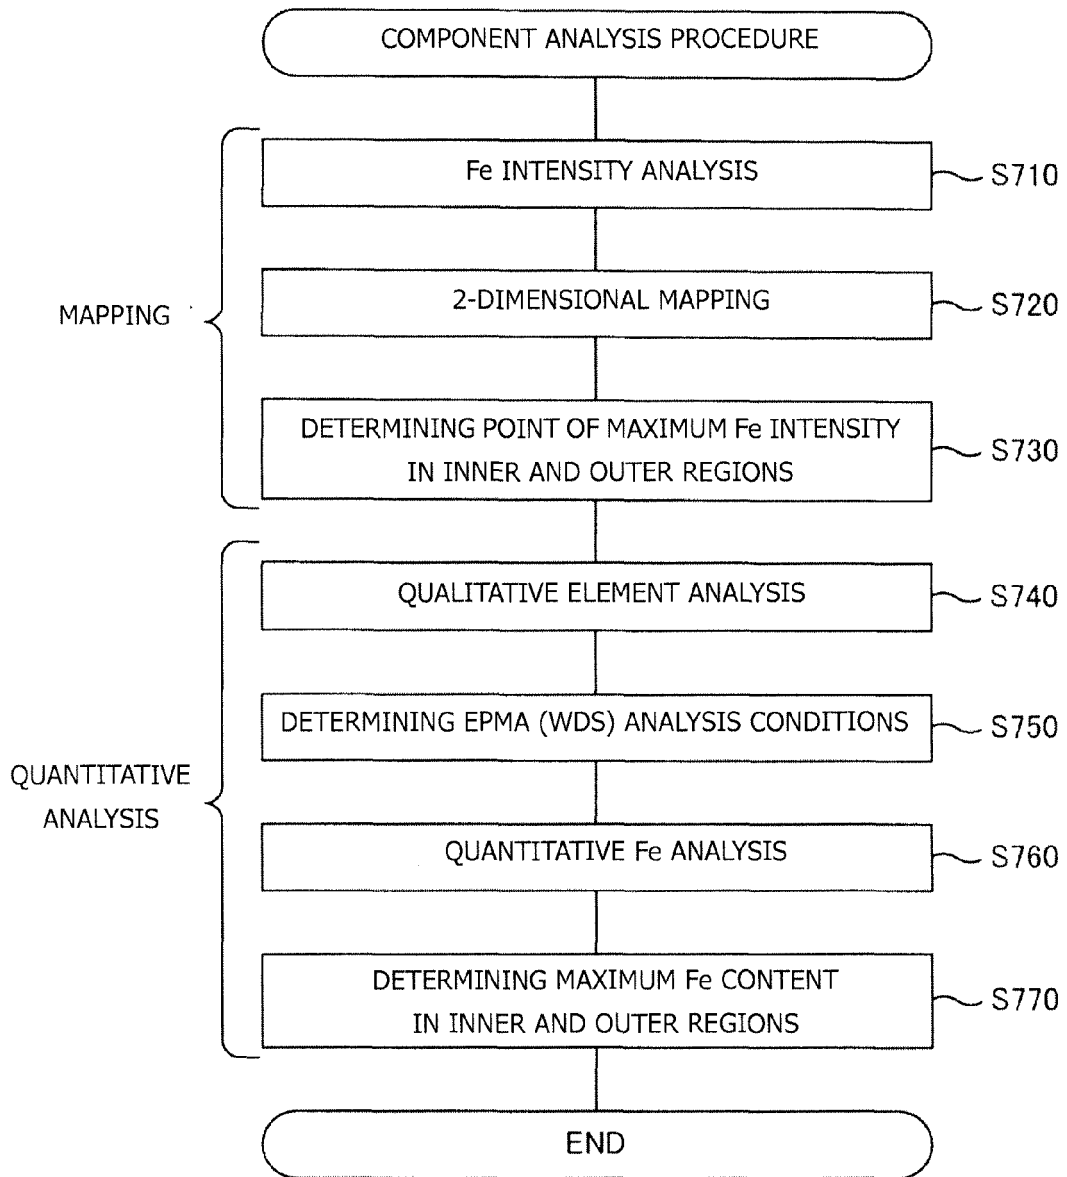 COMPONENT ANALYSIS PROCEDURE
Fe INTENSITY ANALYSIS
S710
2-DIMENSIONAL MAPPING
S720
MAPPING
DETERMINING POINT OF MAXIMUM Fe INTENSITY
IN INNER AND OUTER REGIONS
S730
QUALITATIVE ELEMENT ANALYSIS
S740
DETERMINING EPMA (WDS) ANALYSIS CONDITIONS
S750
QUANTITATIVE
ANALYSIS
QUANTITATIVE Fe ANALYSIS
S760
DETERMINING MAXIMUM Fe CONTENT
IN INNER AND OUTER REGIONS
S770
END